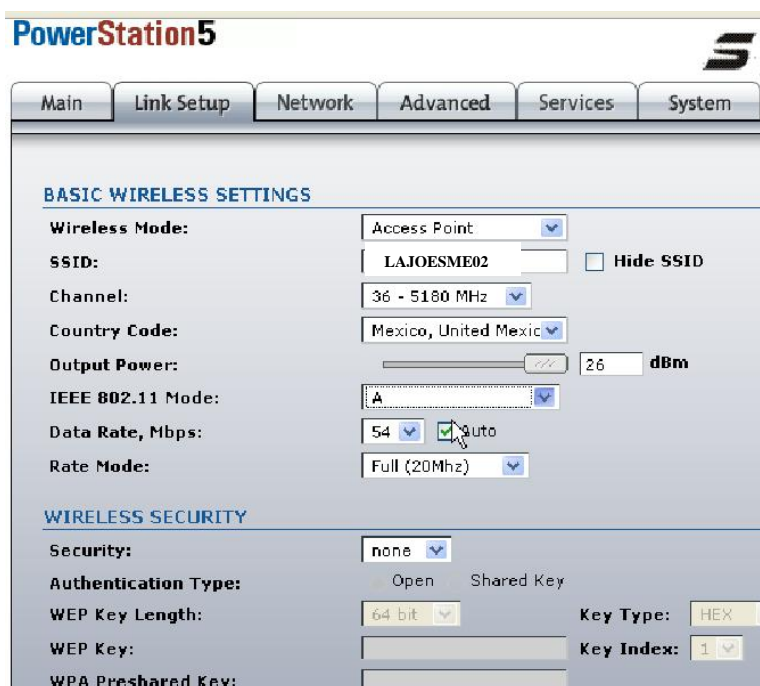 PowerStation5
Main Link Setup Network Advanced Services System
BASIC WIRELESS SETTINGS
Wireless Mode: Access Point
SSID: LAJOESME02 Hide SSID
Channel: 36 - 5180 MHz
Country Code: Mexico, United Mexic
Output Power: 26 dBm
IEEE 802.11 Mode: A
Data Rate, Mbps: 54 Auto
Rate Mode: Full (20Mhz)
WIRELESS SECURITY
Security: none
Authentication Type: Open Shared Key
WEP Key Length: 64 bit Key Type: HEX
WEP Key: Key Index: 1
WPA Preshared Key: